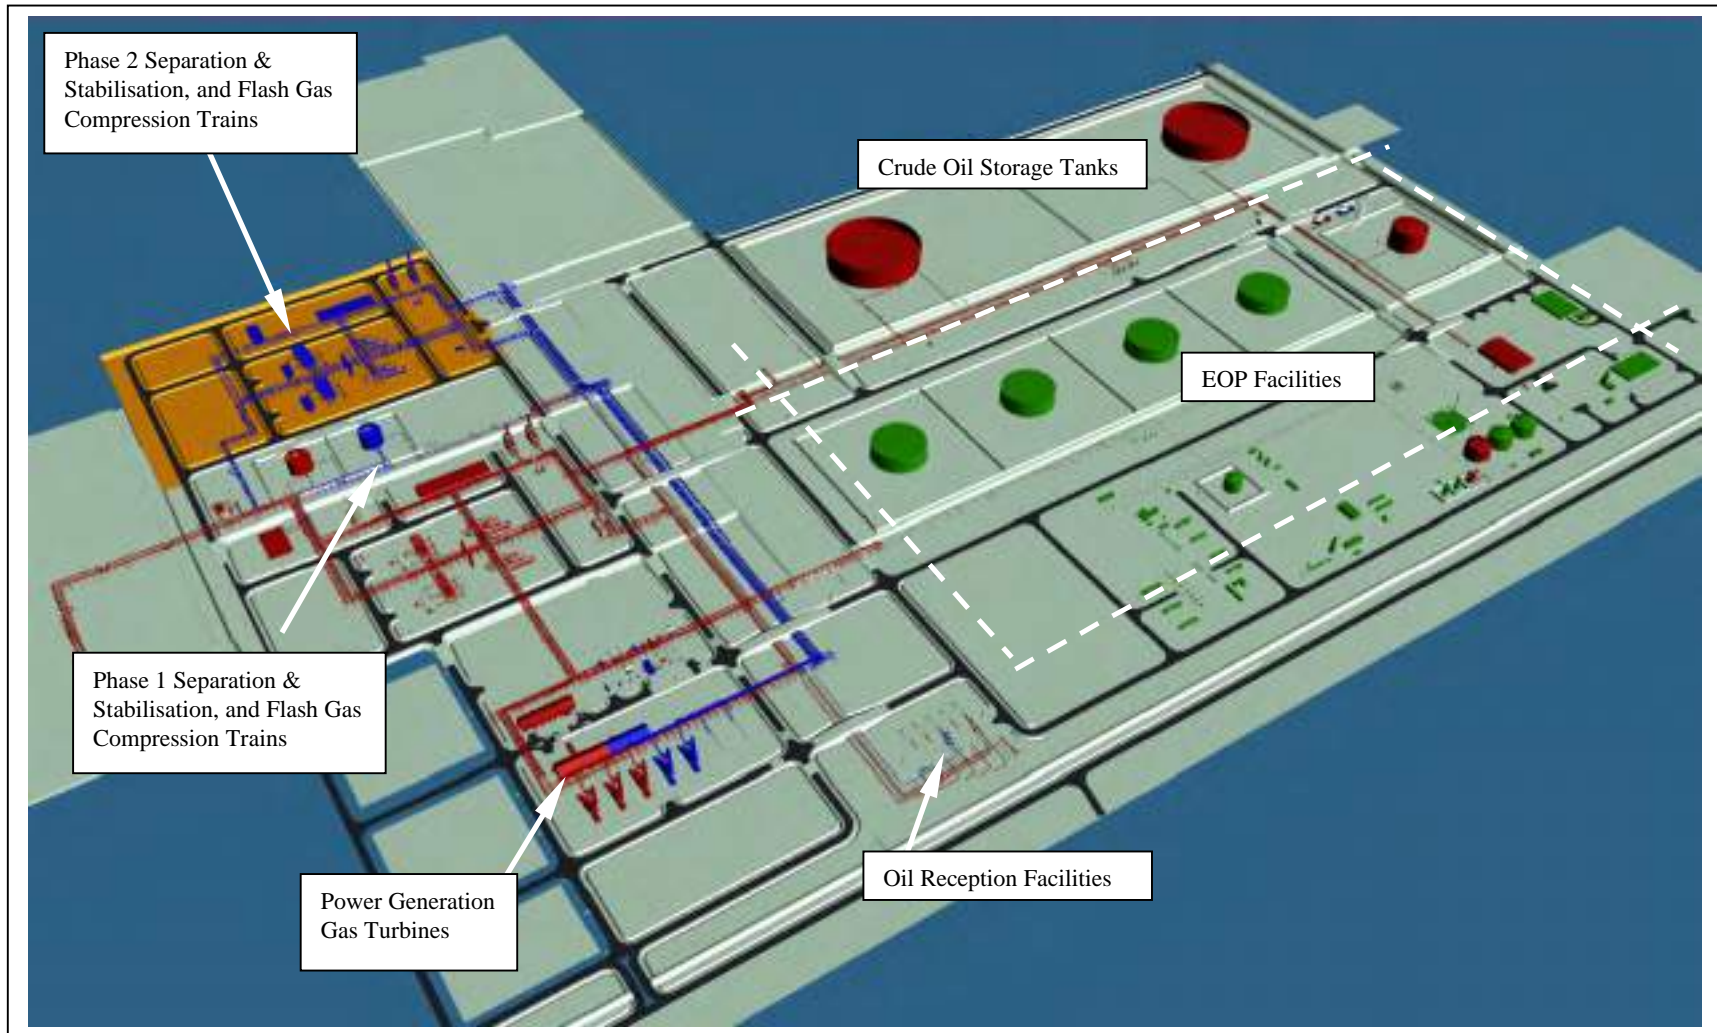 Phase 2 Separation &
Stabilisation, and Flash Gas
Compression Trains
Crude Oil Storage Tanks
EOP Facilities
Phase 1 Separation &
Stabilisation, and Flash Gas
Compression Trains
Oil Reception Facilities
Power Generation
Gas Turbines